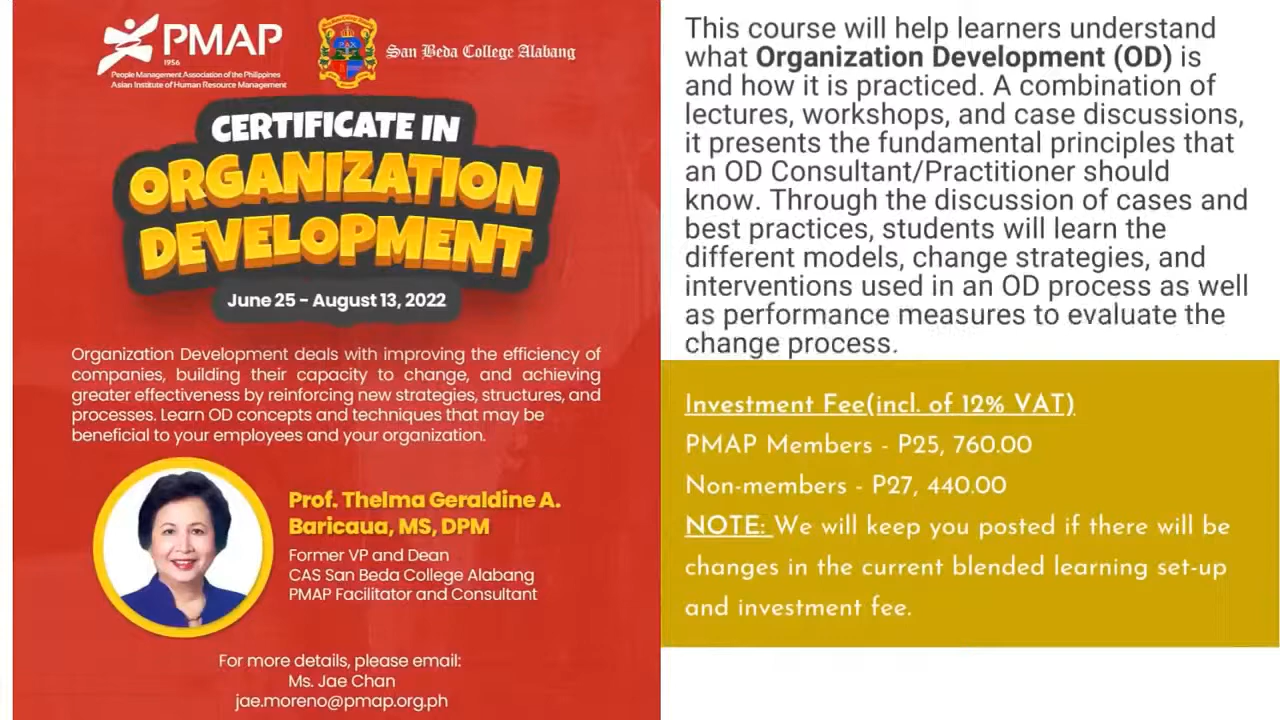 PMAP
1956
People Management Association of the Philippines
Asian Institute of Human Resource Management
San Beda College Alabang
PAX
CERTIFICATE IN
ORGANIZATION
DEVELOPMENT
June 25 - August 13, 2022
Organization Development deals with improving the efficiency of
companies, building their capacity to change, and achieving
greater effectiveness by reinforcing new strategies, structures, and
processes. Learn OD concepts and techniques that may be
beneficial to your employees and your organization.
Prof. Thelma Geraldine A.
Baricaua, MS, DPM
Former VP and Dean
CAS San Beda College Alabang
PMAP Facilitator and Consultant
For more details, please email:
Ms. Jae Chan
jae.moreno@pmap.org.ph
This course will help learners understand
what Organization Development (OD) is
and how it is practiced. A combination of
lectures, workshops, and case discussions,
it presents the fundamental principles that
an OD Consultant/Practitioner should
know. Through the discussion of cases and
best practices, students will learn the
different models, change strategies, and
interventions used in an OD process as well
as performance measures to evaluate the
change process.
Investment Fee(incl. of 12% VAT)
PMAP Members - P25, 760.00
Non-members - P27, 440.00
NOTE: We will keep you posted if there will be
changes in the current blended learning set-up
and investment fee.